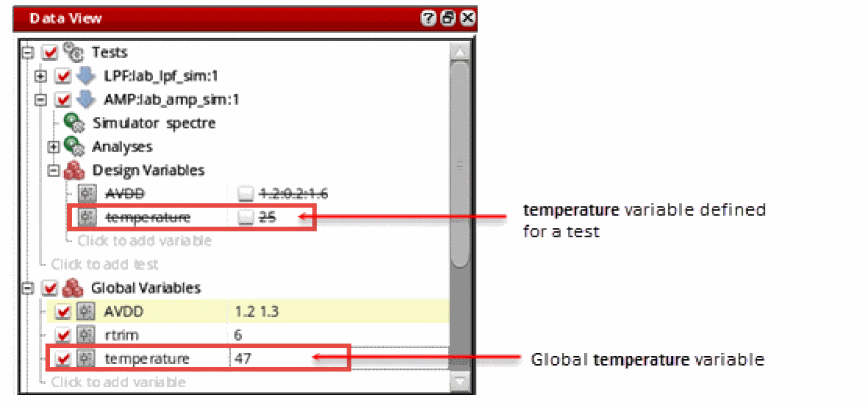 Data View
Tests
LPF:lab_lpf_sim:1
AMP:lab_amp_sim:1
Simulator spectre
Analyses
Design Variables
AVDD 1.2:0.2:1.6
temperature 25
Click to add variable
Click to add test
Global Variables
AVDD 1.2 1.3
rtrim 6
temperature 47
Click to add variable
temperature variable defined
for a test
Global temperature variable